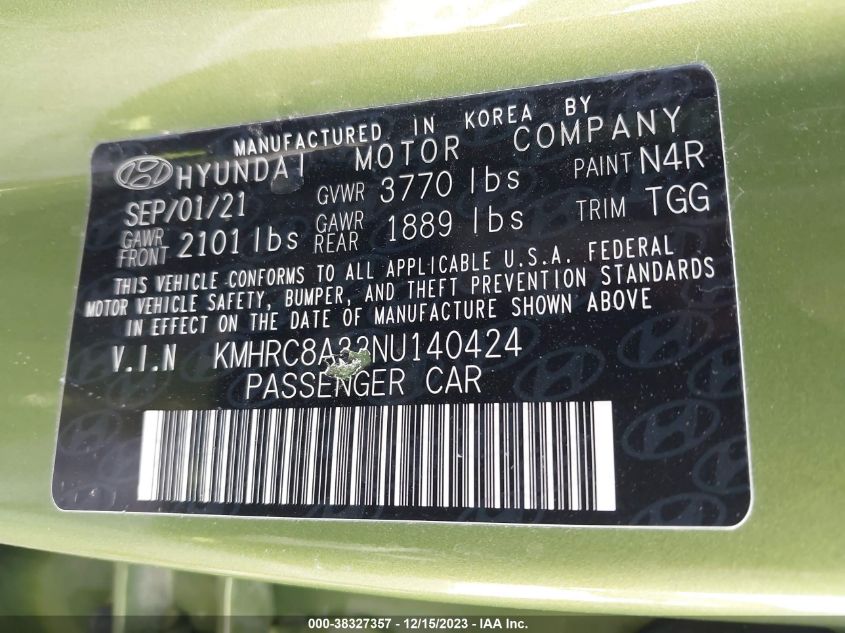 MANUFACTURED IN KOREA BY
HYUNDAI MOTOR COMPANY
SEP/01/21 GVWR 3770 lbs PAINT N4R
GAWR FRONT 2101 lbs GAWR REAR 1889 lbs TRIM TGG
THIS VEHICLE CONFORMS TO ALL APPLICABLE U.S.A. FEDERAL
MOTOR VEHICLE SAFETY, BUMPER, AND THEFT PREVENTION STANDARDS
IN EFFECT ON THE DATE OF MANUFACTURE SHOWN ABOVE
V.I.N KMHRC8A32NU140424
PASSENGER CAR
000-38327357 - 12/15/2023 - IAA Inc.